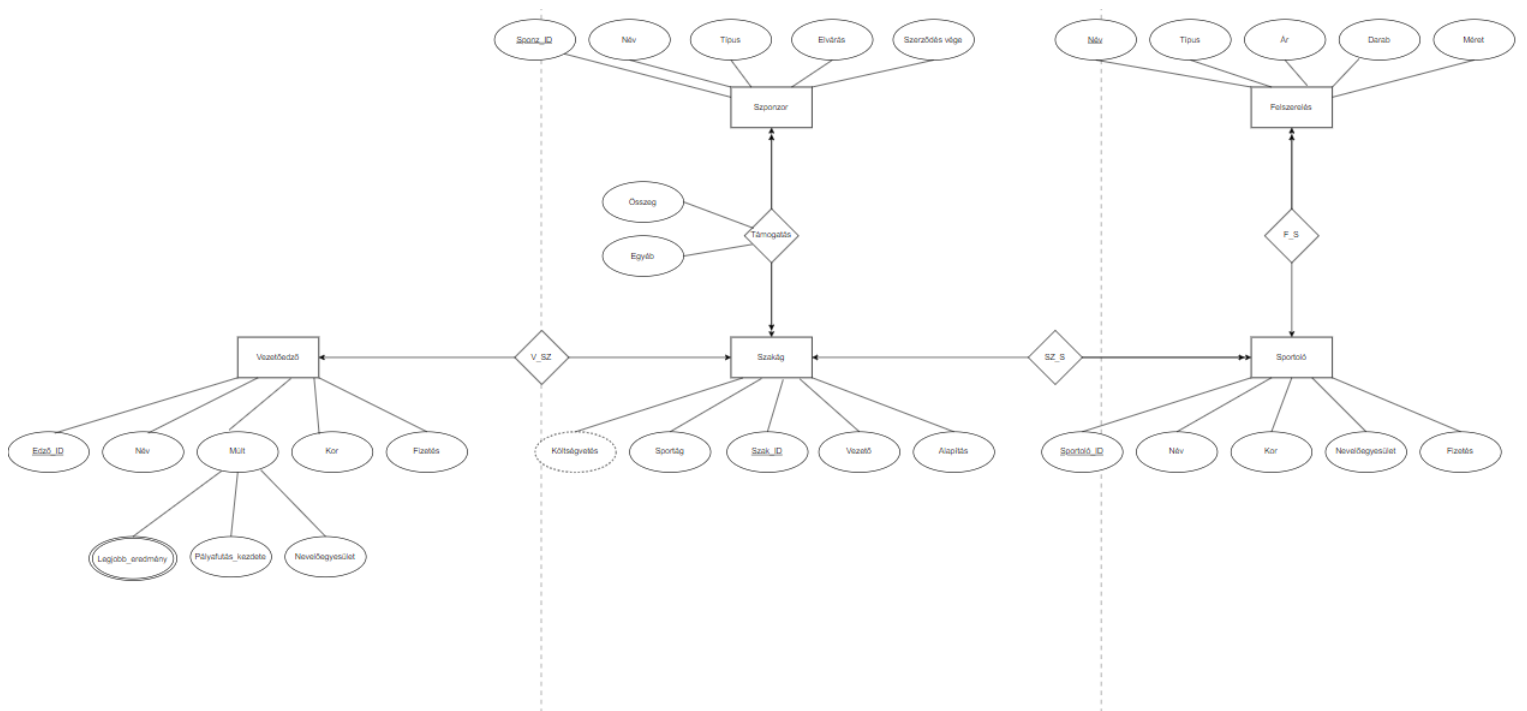 Sponz_ID
Név
Típus
Elvárás
Szerződés vége
Név
Típus
Ár
Darab
Méret
Szponzor
Felszerelés
Összeg
Támogatás
F_S
Egyéb
Vezetőedző
V_SZ
Szakág
SZ_S
Sportoló
Edző_ID
Név
Múlt
Kor
Fizetés
Költségvetés
Sportág
Szak_ID
Vezető
Alapítás
Sportoló_ID
Név
Kor
Nevelőegyesület
Fizetés
Legjobb_eredmény
Pályafutás_kezdete
Nevelőegyesület